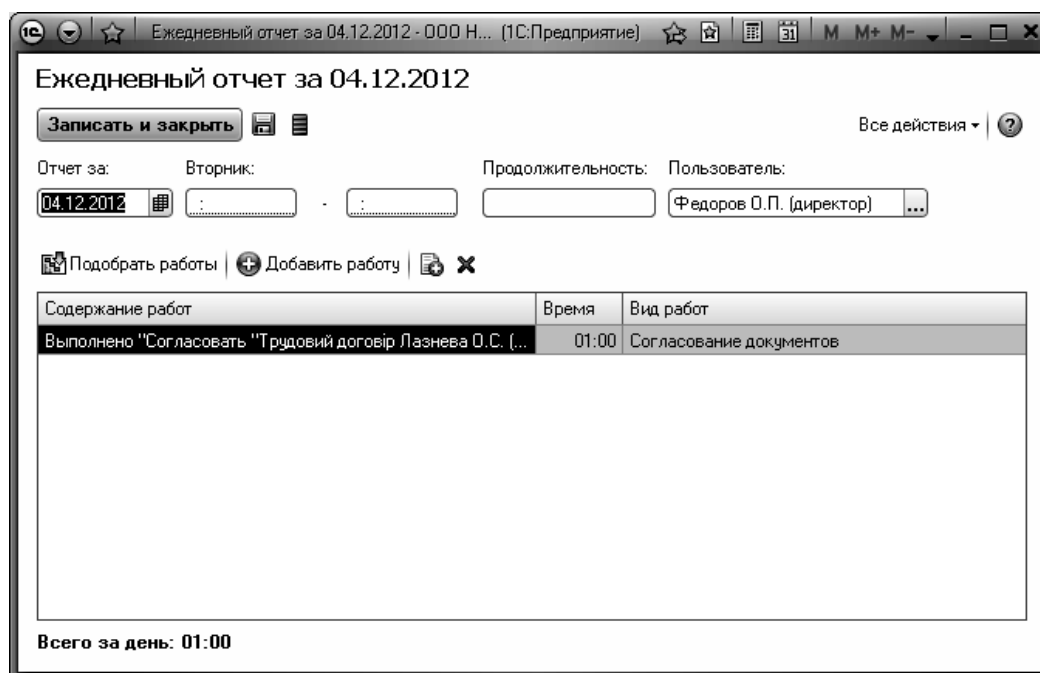 1С Ежедневный отчет за 04.12.2012 - ООО Н... (1С:Предприятие) 31 M M+ M-
Ежедневный отчет за 04.12.2012
Записать и закрыть Все действия ?
Отчет за: Вторник: Продолжительность: Пользователь:
04.12.2012 : - : Федоров О.П. (директор) ...
Подобрать работы Добавить работу
Содержание работ Время Вид работ
Выполнено "Согласовать "Трудовий договір Лазнева О.С. (... 01:00 Согласование документов
Всего за день: 01:00